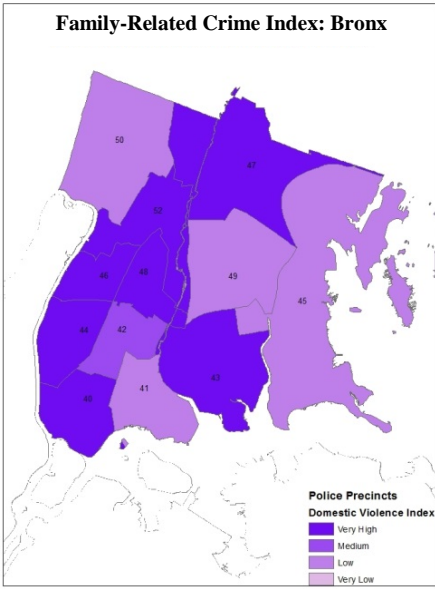 Family-Related Crime Index: Bronx
50
47
52
46
48
49
45
44
42
43
41
40
Police Precincts
Domestic Violence Index
Very High
Medium
Low
Very Low